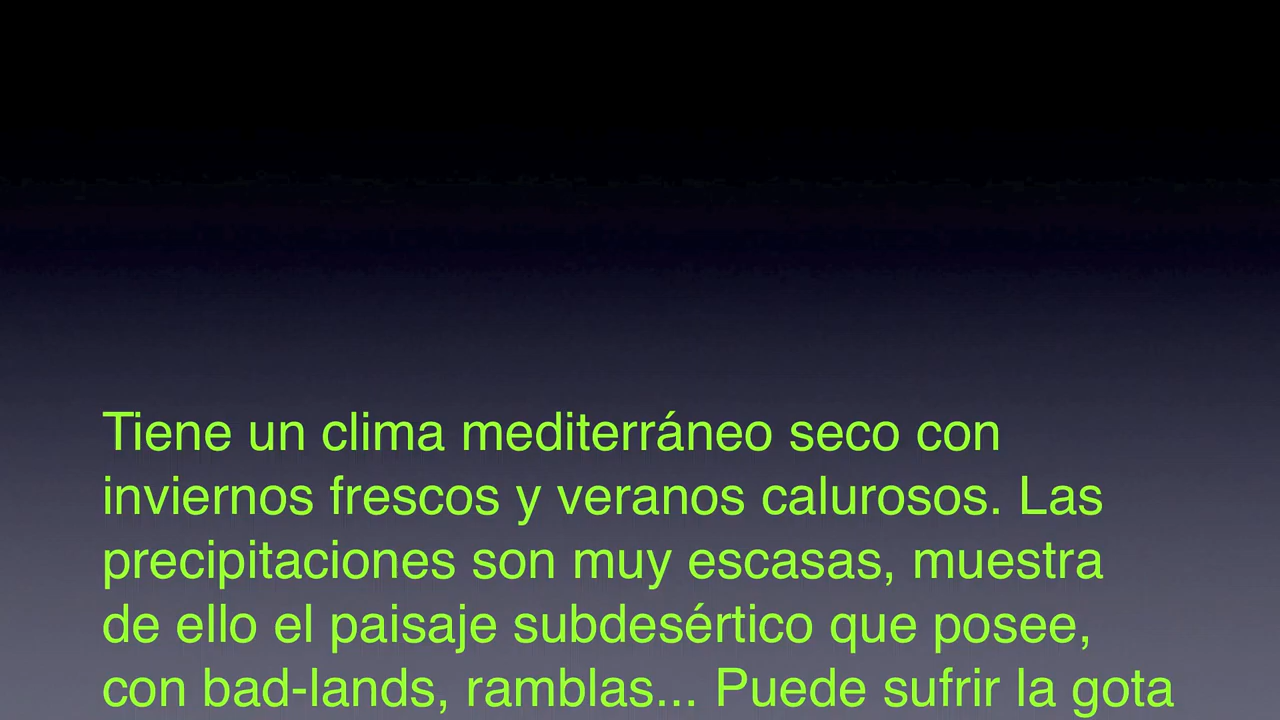 Tiene un clima mediterráneo seco con
inviernos frescos y veranos calurosos. Las
precipitaciones son muy escasas, muestra
de ello el paisaje subdesértico que posee,
con bad-lands, ramblas... Puede sufrir la gota